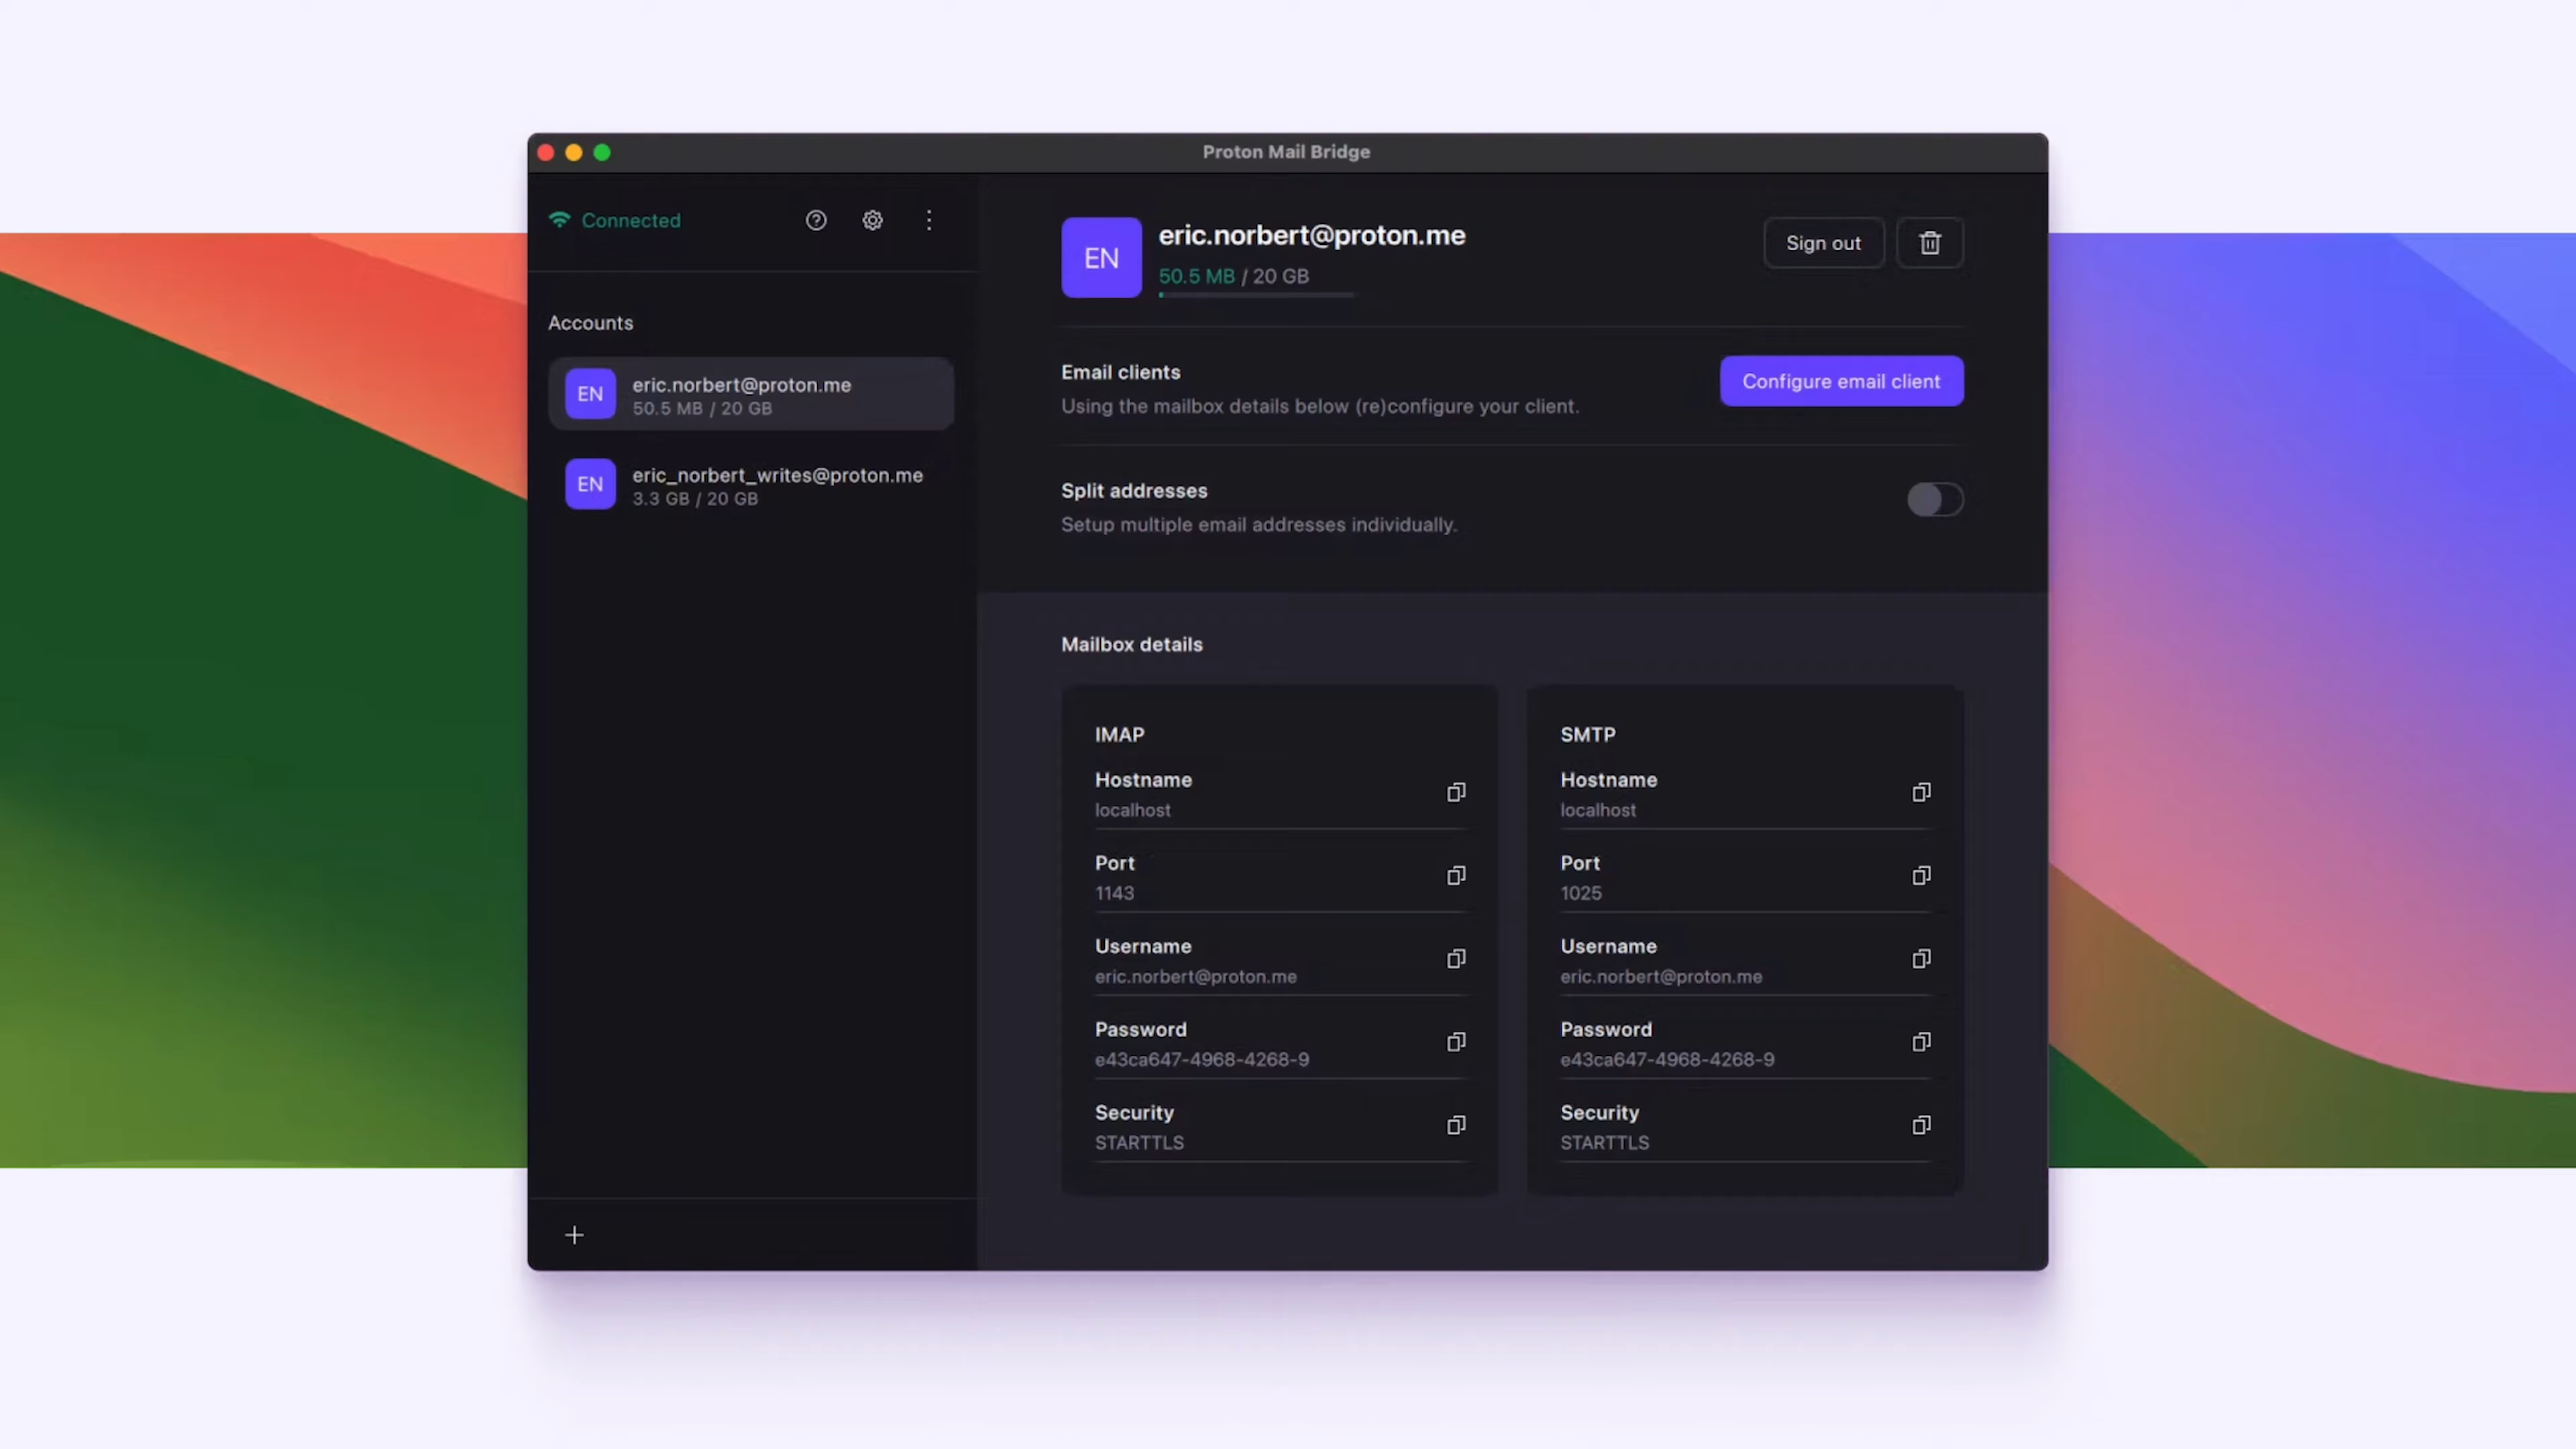 Proton Mail Bridge
Connected
Accounts
EN
eric.norbert@proton.me
50.5 MB / 20 GB
EN
eric_norbert_writes@proton.me
3.3 GB / 20 GB
EN
eric.norbert@proton.me
50.5 MB / 20 GB
Sign out
Email clients
Using the mailbox details below (re)configure your client.
Configure email client
Split addresses
Setup multiple email addresses individually.
Mailbox details
IMAP
Hostname
localhost
Port
1143
Username
eric.norbert@proton.me
Password
e43ca647-4968-4268-9
Security
STARTTLS
SMTP
Hostname
localhost
Port
1025
Username
eric.norbert@proton.me
Password
e43ca647-4968-4268-9
Security
STARTTLS